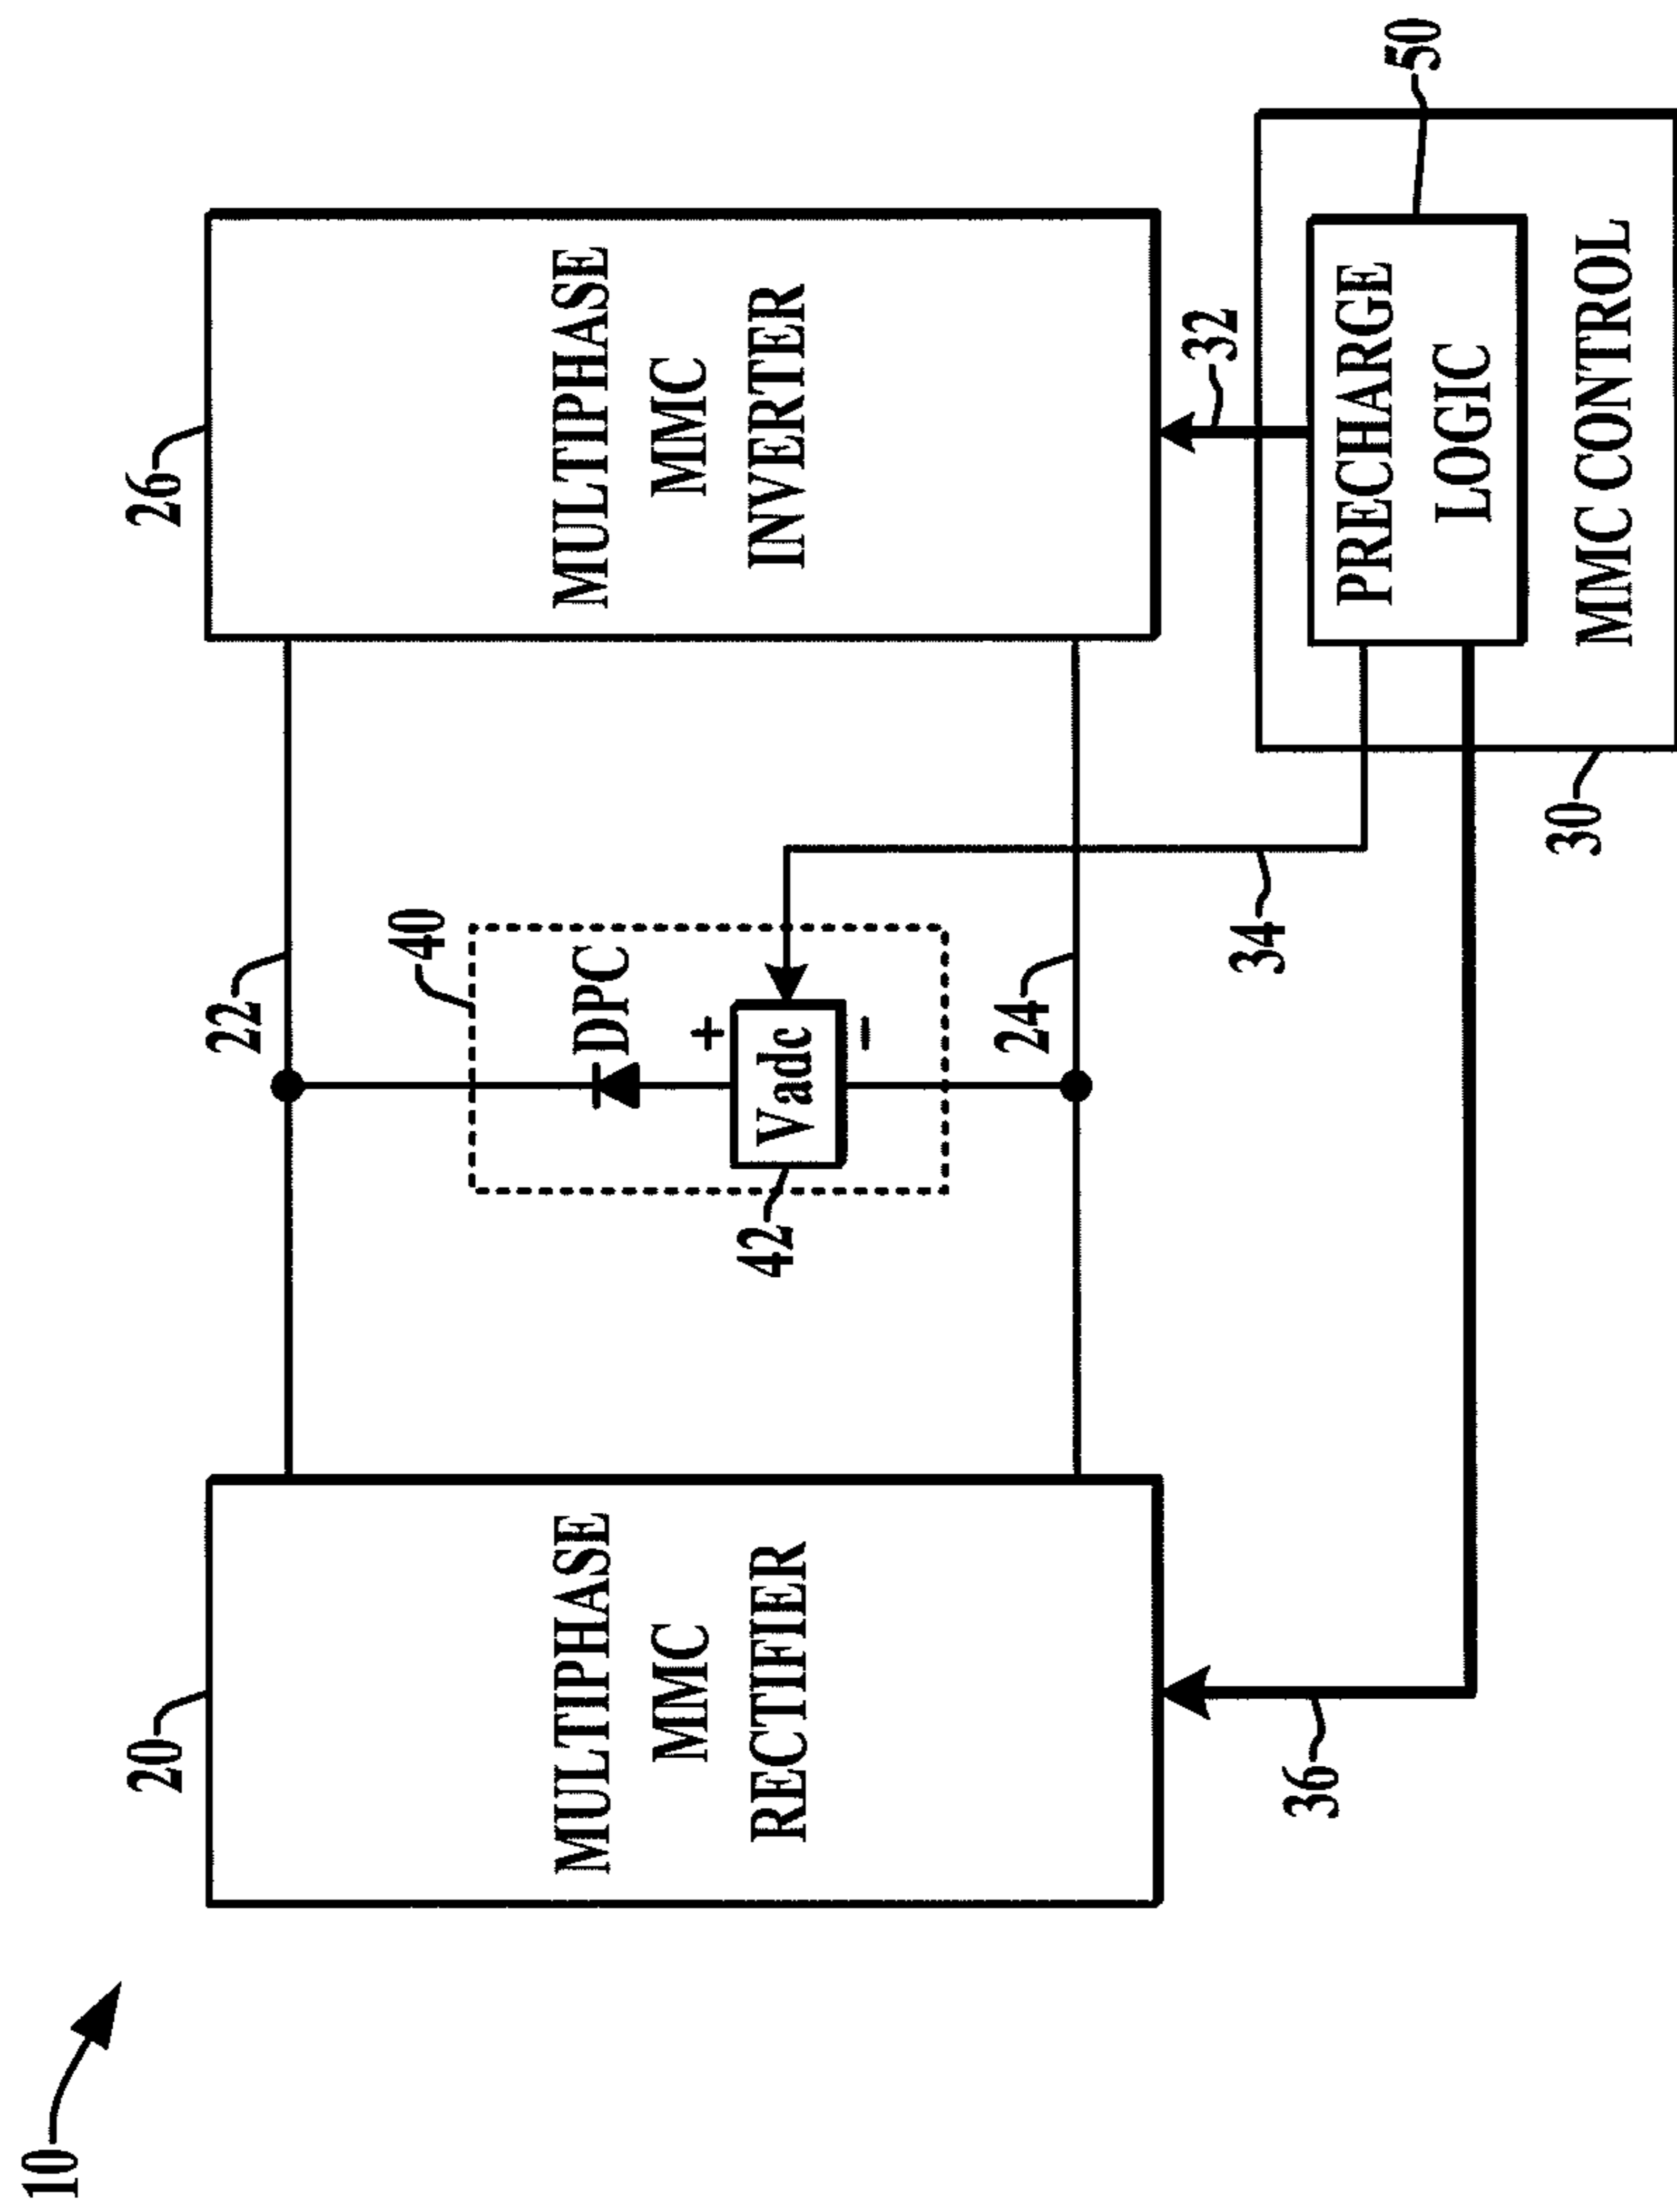 10
20
MULTIPHASE
MMC
RECTIFIER
22
40
DPC
+
Vadc
-
42
24
26
MULTIPHASE
MMC
INVERTER
36
34
32
PRECHARGE
LOGIC
50
MMC CONTROL
30